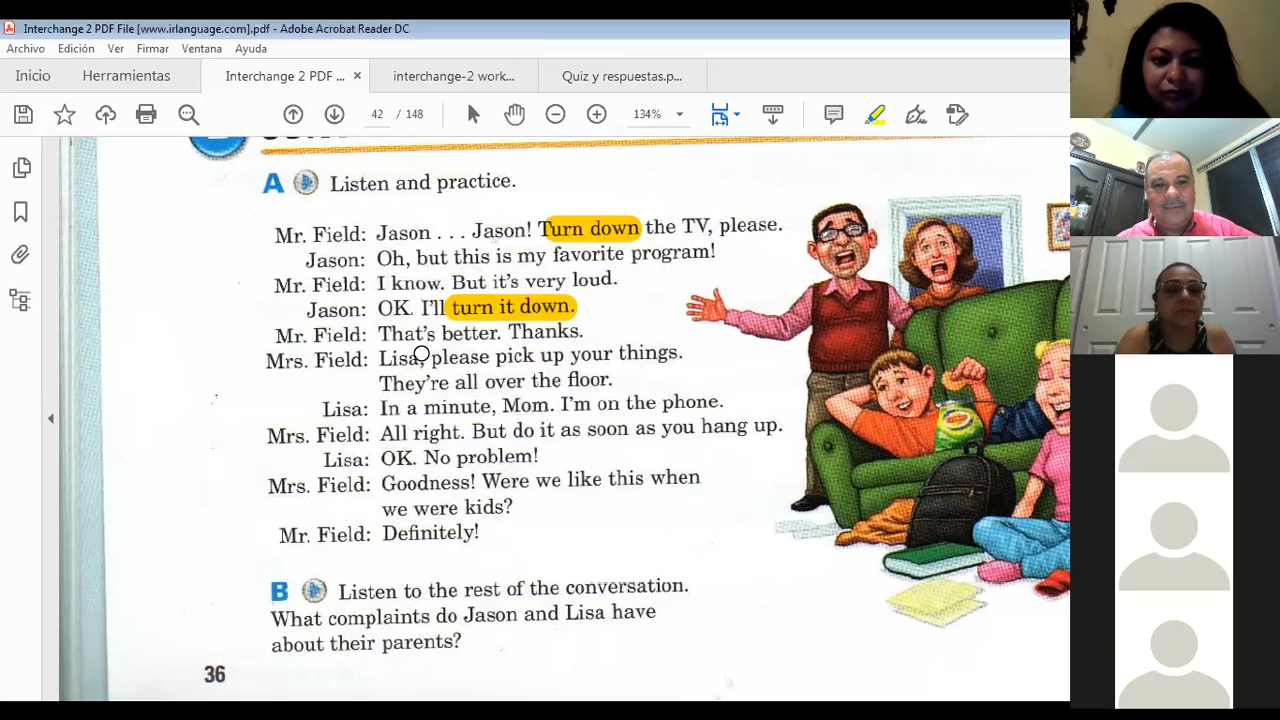 Interchange 2 PDF File [www.irlanguage.com].pdf - Adobe Acrobat Reader DC
Archivo Edición Ver Firmar Ventana Ayuda
Inicio Herramientas Interchange 2 PDF ... × interchange-2 work... Quiz y respuestas.p...
42 / 148 134%
A Listen and practice.
Mr. Field: Jason . . . Jason! Turn down the TV, please.
Jason: Oh, but this is my favorite program!
Mr. Field: I know. But it's very loud.
Jason: OK. I'll turn it down.
Mr. Field: That's better. Thanks.
Mrs. Field: Lisa, please pick up your things.
They're all over the floor.
Lisa: In a minute, Mom. I'm on the phone.
Mrs. Field: All right. But do it as soon as you hang up.
Lisa: OK. No problem!
Mrs. Field: Goodness! Were we like this when
we were kids?
Mr. Field: Definitely!
B Listen to the rest of the conversation.
What complaints do Jason and Lisa have
about their parents?
36